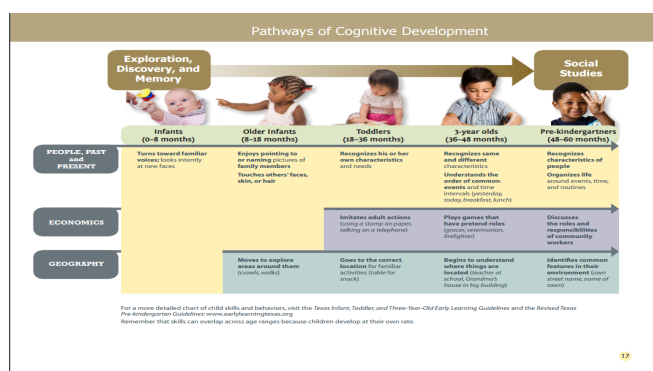 Pathways of Cognitive Development
Exploration,
Discovery, and
Memory
Social
Studies
Infants
(0–8 months)
Older Infants
(8–18 months)
Toddlers
(18–36 months)
3-year olds
(36–48 months)
Pre-kindergartners
(48–60 months)
PEOPLE, PAST
and
PRESENT
Turns toward familiar
voices; looks intently
at new faces
Enjoys pointing to
or naming pictures of
family members
Touches others' faces,
skin, or hair
Recognizes his or her
own characteristics
and needs
Recognizes same
and different
characteristics
Understands the
order of common
events and time
intervals (yesterday,
today, breakfast, lunch)
Recognizes
characteristics of
people
Organizes life
around events, time,
and routines
ECONOMICS
Imitates adult actions
(using a stamp on paper,
talking on a telephone)
Plays games that
have pretend roles
(grocer, veterinarian,
firefighter)
Discusses
the roles and
responsibilities
of community
workers
GEOGRAPHY
Moves to explore
areas around them
(crawls, walks)
Goes to the correct
location for familiar
activities (table for
snack)
Begins to understand
where things are
located (teacher at
school, Grandma's
house in big building)
Identifies common
features in their
environment (own
street name, name of
town)
For a more detailed chart of child skills and behaviors, visit the Texas Infant, Toddler, and Three-Year-Old Early Learning Guidelines and the Revised Texas
Pre-kindergarten Guidelines: www.earlylearningtexas.org
Remember that skills can overlap across age ranges because children develop at their own rate.
17